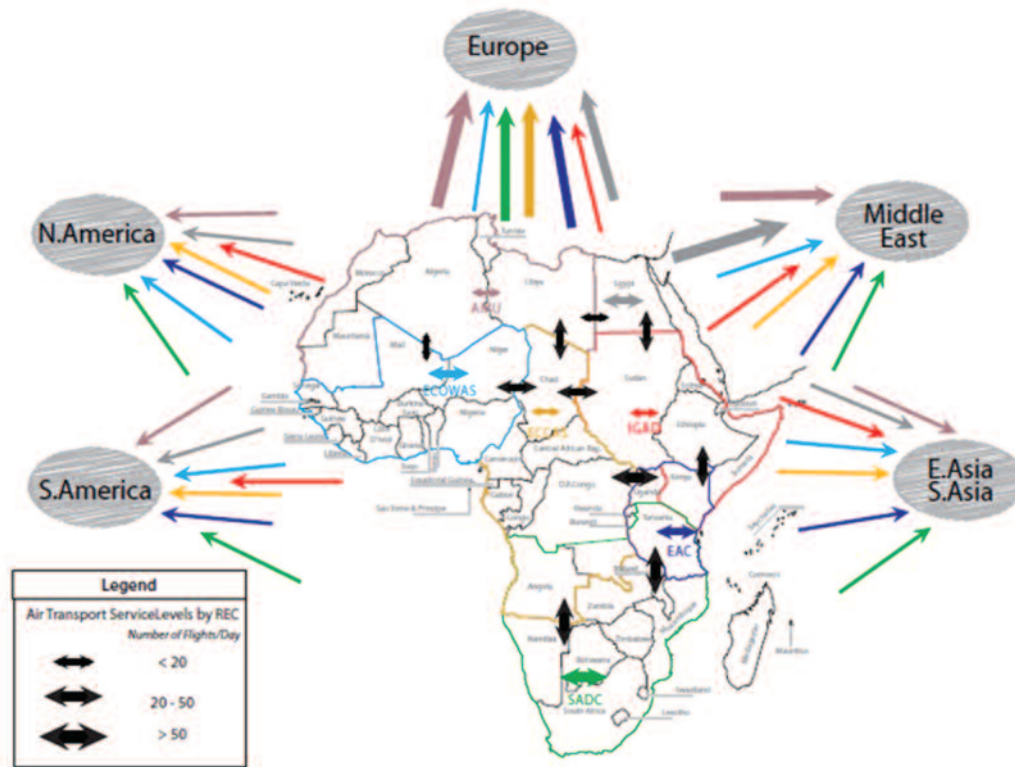 Europe
N.America
Middle
East
Tunisia
Morocco
Algeria
Libya
Egypt
Cape Verde
AMU
Mauritania
Mali
Niger
Chad
Sudan
ECOWAS
Senegal
Gambia
Guinea Bissau
Guinea
Burkina
Faso
Nigeria
IGAD
Ethiopia
Sierra Leone
Liberia
Ghana
Togo
Central African Rep.
Somalia
Cameroon
Equatorial Guinea
S.America
E.Asia
S.Asia
Gabon
Congo
D.R.Congo
Uganda
Kenya
Sao Tome & Principe
Rwanda
Burundi
Tanzania
EAC
Seychelles
Comoros
Angola
Zambia
Malawi
Mozambique
Madagascar
Mauritius
Namibia
Zimbabwe
Botswana
SADC
South Africa
Swaziland
Lesotho
Legend
Air Transport ServiceLevels by REC
Number of Flights/Day
< 20
20 - 50
> 50